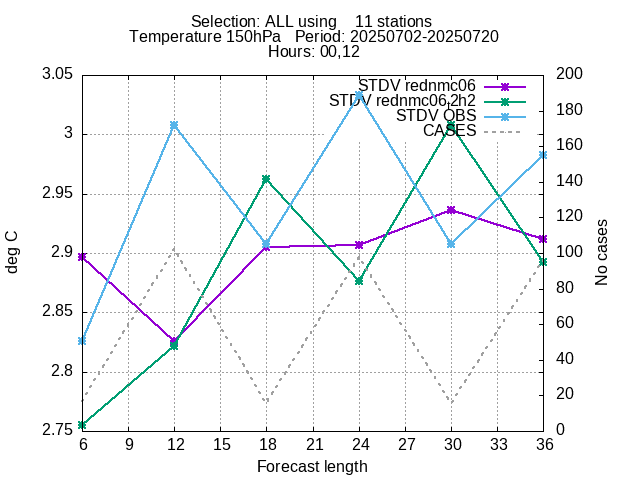 Selection: ALL using    11 stations
Temperature 150hPa   Period: 20250702-20250720
Hours: 00,12
STDV rednmc06
STDV rednmc06,2h2
STDV OBS
CASES
3.05
3
2.95
2.9
2.85
2.8
2.75
deg C
200
180
160
140
120
100
80
60
40
20
0
No cases
6 9 12 15 18 21 24 27 30 33 36
Forecast length